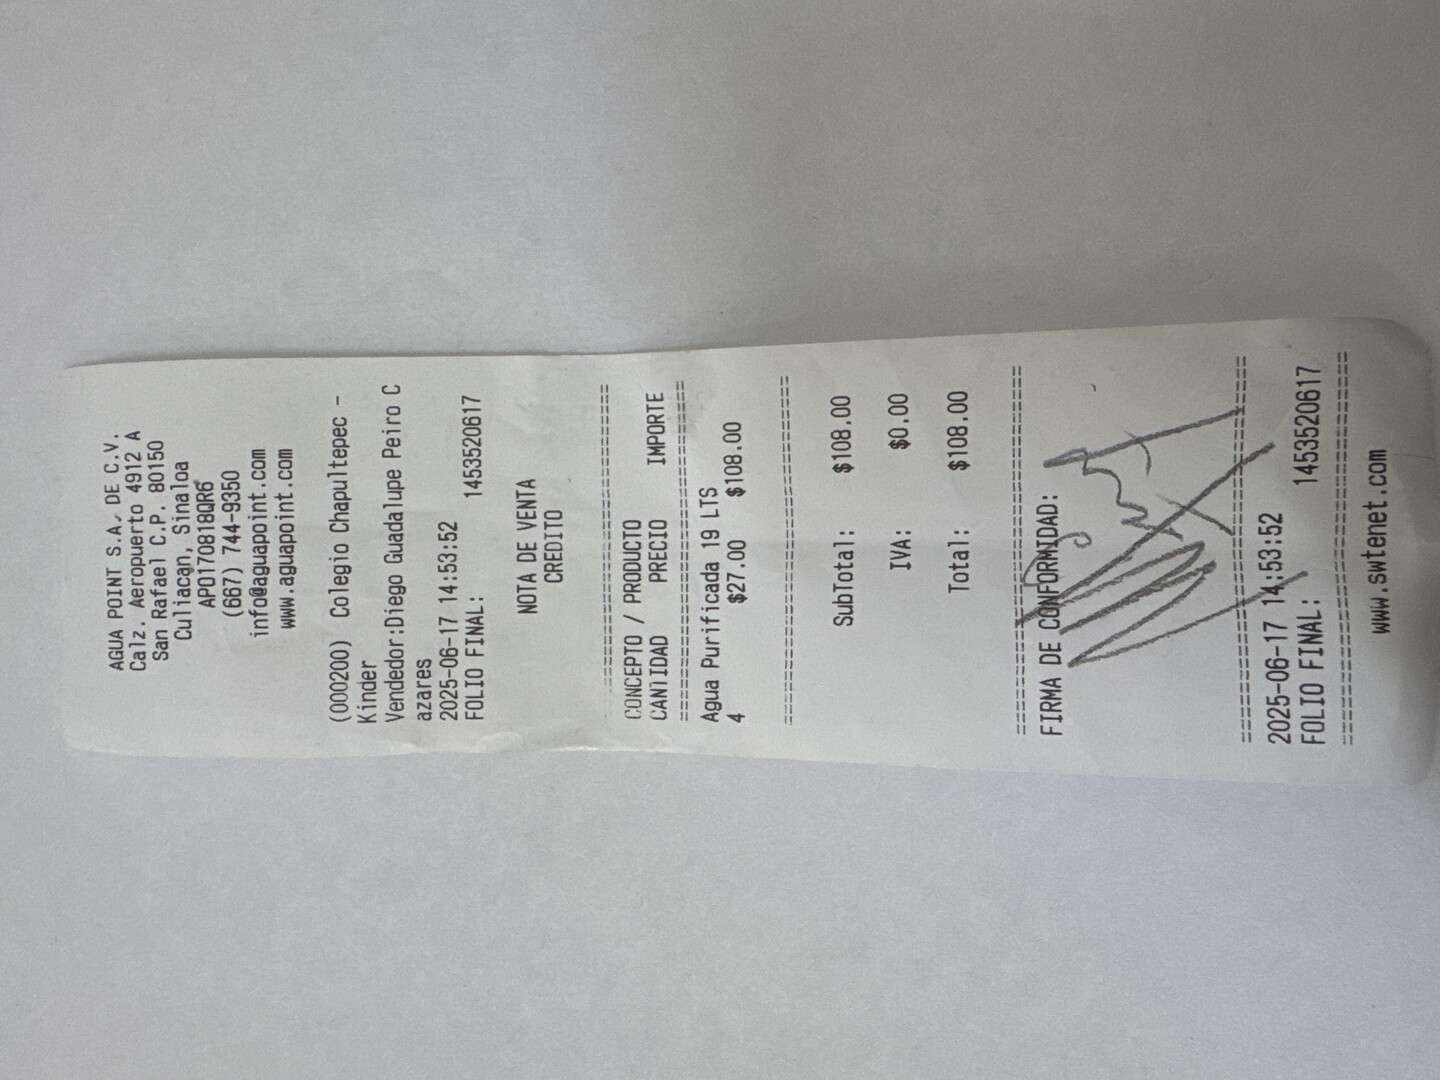 AGUA POINT S.A. DE C.V.
Calz. Aeropuerto 4912 A
San Rafael C.P. 80150
Culiacan, Sinaloa
APO170818QR6
(667) 744-9350
info@aguapoint.com
www.aguapoint.com
(000200) Colegio Chapultepec -
Kinder
Vendedor:Diego Guadalupe Peiro C
azares
2025-06-17 14:53:52
FOLIO FINAL: 1453520617
NOTA DE VENTA
CREDITO
================================
CONCEPTO / PRODUCTO
CANTIDAD PRECIO IMPORTE
================================
Agua Purificada 19 LTS
4 $27.00 $108.00
================================
SubTotal: $108.00
IVA: $0.00
Total: $108.00
================================
FIRMA DE CONFORMIDAD:
================================
2025-06-17 14:53:52
FOLIO FINAL: 1453520617
================================
www.swtenet.com